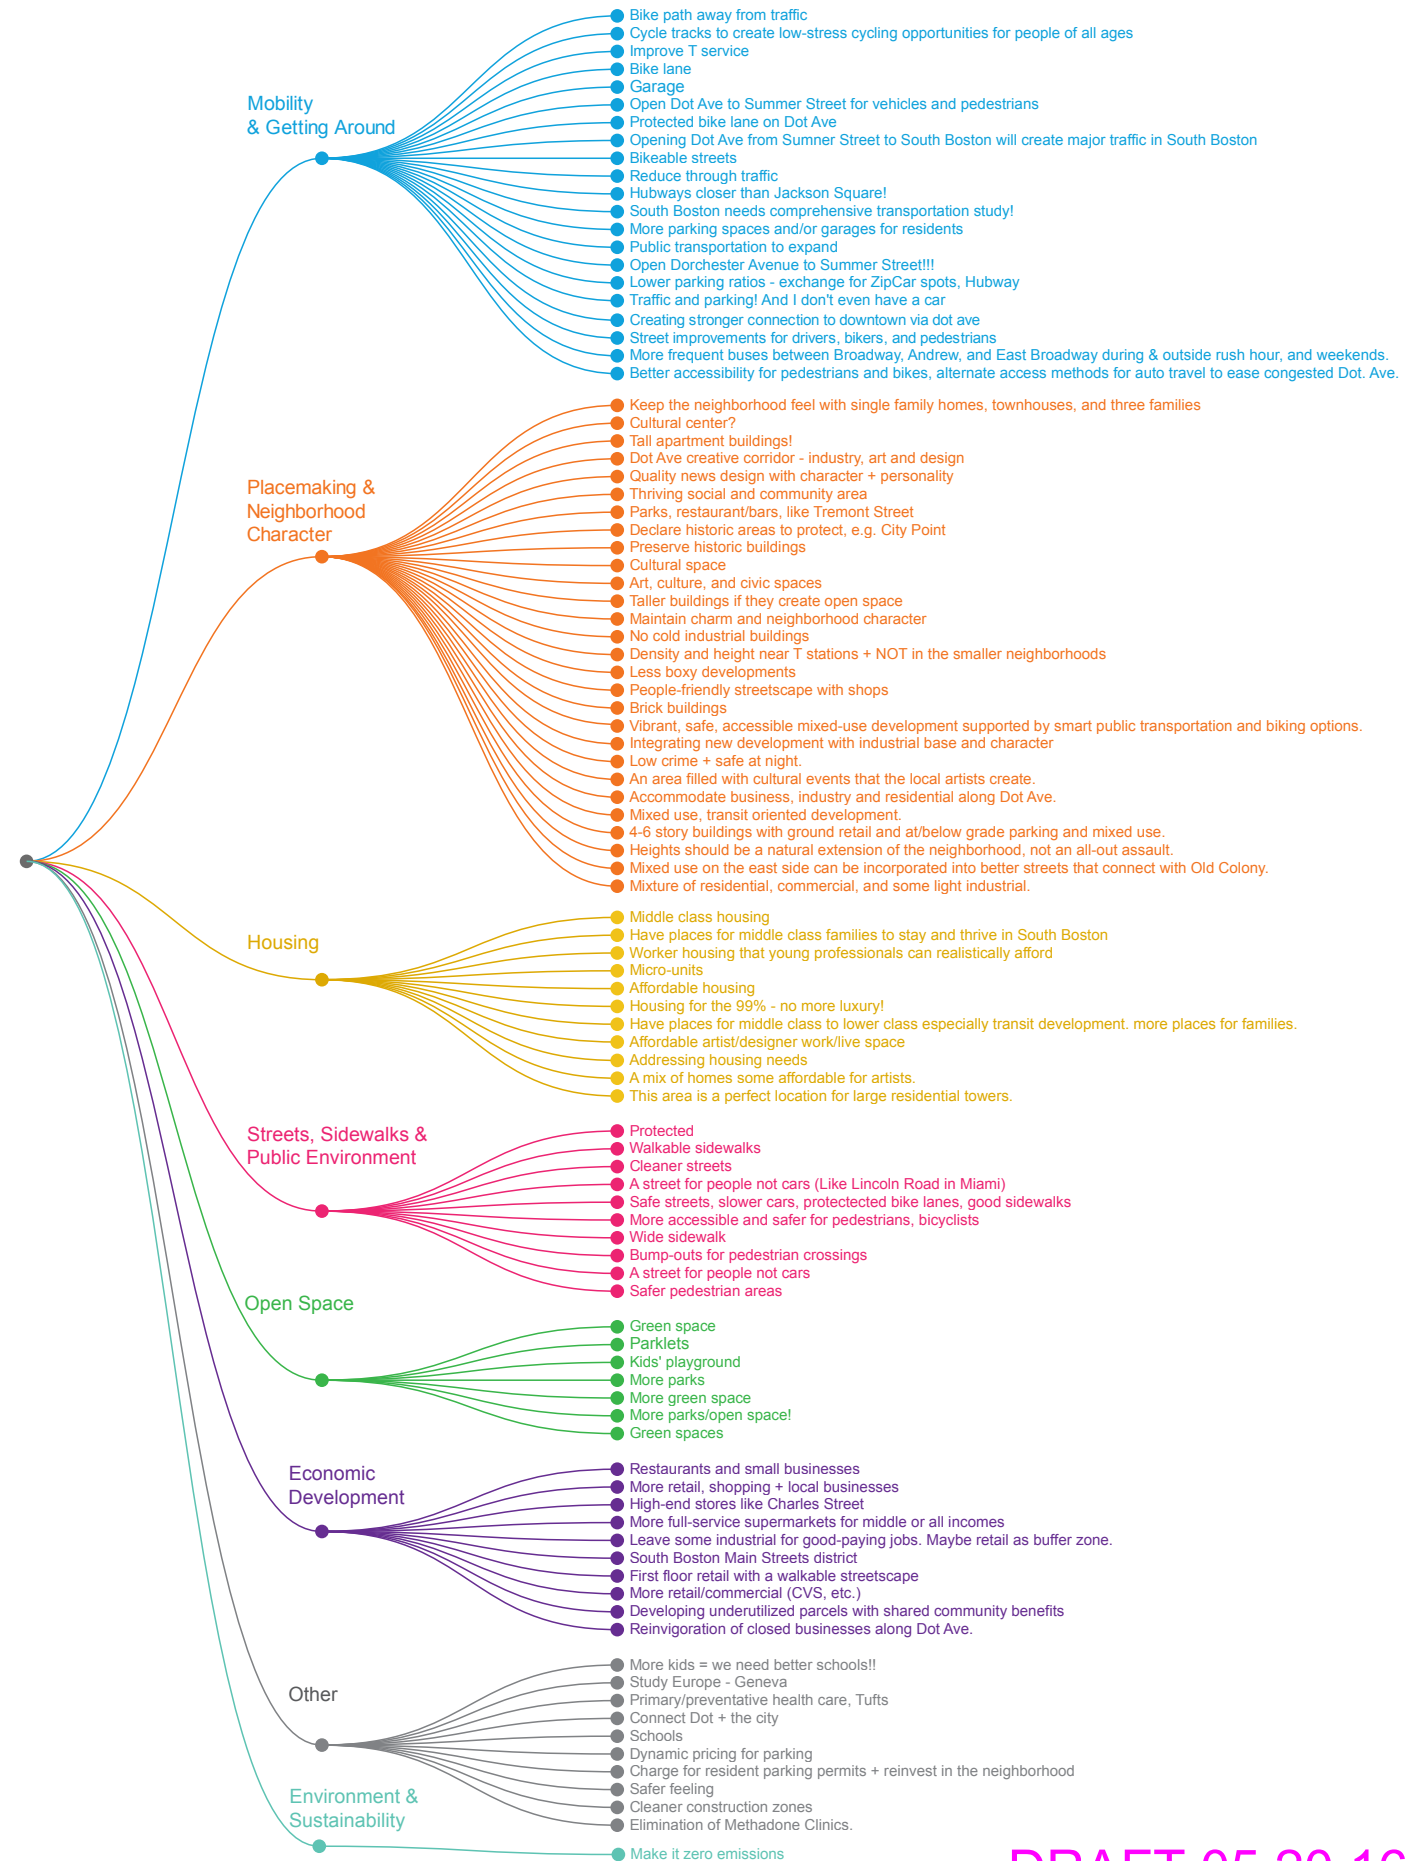 Mobility
& Getting Around
Bike path away from traffic
Cycle tracks to create low-stress cycling opportunities for people of all ages
Improve T service
Bike lane
Garage
Open Dot Ave to Summer Street for vehicles and pedestrians
Protected bike lane on Dot Ave
Opening Dot Ave from Sumner Street to South Boston will create major traffic in South Boston
Bikeable streets
Reduce through traffic
Hubways closer than Jackson Square!
South Boston needs comprehensive transportation study!
More parking spaces and/or garages for residents
Public transportation to expand
Open Dorchester Avenue to Summer Street!!!
Lower parking ratios - exchange for ZipCar spots, Hubway
Traffic and parking! And I don't even have a car
Creating stronger connection to downtown via dot ave
Street improvements for drivers, bikers, and pedestrians
More frequent buses between Broadway, Andrew, and East Broadway during & outside rush hour, and weekends.
Better accessibility for pedestrians and bikes, alternate access methods for auto travel to ease congested Dot. Ave.
Placemaking &
Neighborhood
Character
Keep the neighborhood feel with single family homes, townhouses, and three families
Cultural center?
Tall apartment buildings!
Dot Ave creative corridor - industry, art and design
Quality news design with character + personality
Thriving social and community area
Parks, restaurant/bars, like Tremont Street
Declare historic areas to protect, e.g. City Point
Preserve historic buildings
Cultural space
Art, culture, and civic spaces
Taller buildings if they create open space
Maintain charm and neighborhood character
No cold industrial buildings
Density and height near T stations + NOT in the smaller neighborhoods
Less boxy developments
People-friendly streetscape with shops
Brick buildings
Vibrant, safe, accessible mixed-use development supported by smart public transportation and biking options.
Integrating new development with industrial base and character
Low crime + safe at night.
An area filled with cultural events that the local artists create.
Accommodate business, industry and residential along Dot Ave.
Mixed use, transit oriented development.
4-6 story buildings with ground retail and at/below grade parking and mixed use.
Heights should be a natural extension of the neighborhood, not an all-out assault.
Mixed use on the east side can be incorporated into better streets that connect with Old Colony.
Mixture of residential, commercial, and some light industrial.
Housing
Middle class housing
Have places for middle class families to stay and thrive in South Boston
Worker housing that young professionals can realistically afford
Micro-units
Affordable housing
Housing for the 99% - no more luxury!
Have places for middle class to lower class especially transit development. more places for families.
Affordable artist/designer work/live space
Addressing housing needs
A mix of homes some affordable for artists.
This area is a perfect location for large residential towers.
Streets, Sidewalks &
Public Environment
Protected
Walkable sidewalks
Cleaner streets
A street for people not cars (Like Lincoln Road in Miami)
Safe streets, slower cars, protectected bike lanes, good sidewalks
More accessible and safer for pedestrians, bicyclists
Wide sidewalk
Bump-outs for pedestrian crossings
A street for people not cars
Safer pedestrian areas
Open Space
Green space
Parklets
Kids' playground
More parks
More green space
More parks/open space!
Green spaces
Economic
Development
Restaurants and small businesses
More retail, shopping + local businesses
High-end stores like Charles Street
More full-service supermarkets for middle or all incomes
Leave some industrial for good-paying jobs. Maybe retail as buffer zone.
South Boston Main Streets district
First floor retail with a walkable streetscape
More retail/commercial (CVS, etc.)
Developing underutilized parcels with shared community benefits
Reinvigoration of closed businesses along Dot Ave.
Other
More kids = we need better schools!!
Study Europe - Geneva
Primary/preventative health care, Tufts
Connect Dot + the city
Schools
Dynamic pricing for parking
Charge for resident parking permits + reinvest in the neighborhood
Safer feeling
Cleaner construction zones
Elimination of Methadone Clinics.
Environment &
Sustainability
Make it zero emissions
DRAFT 05.20.16